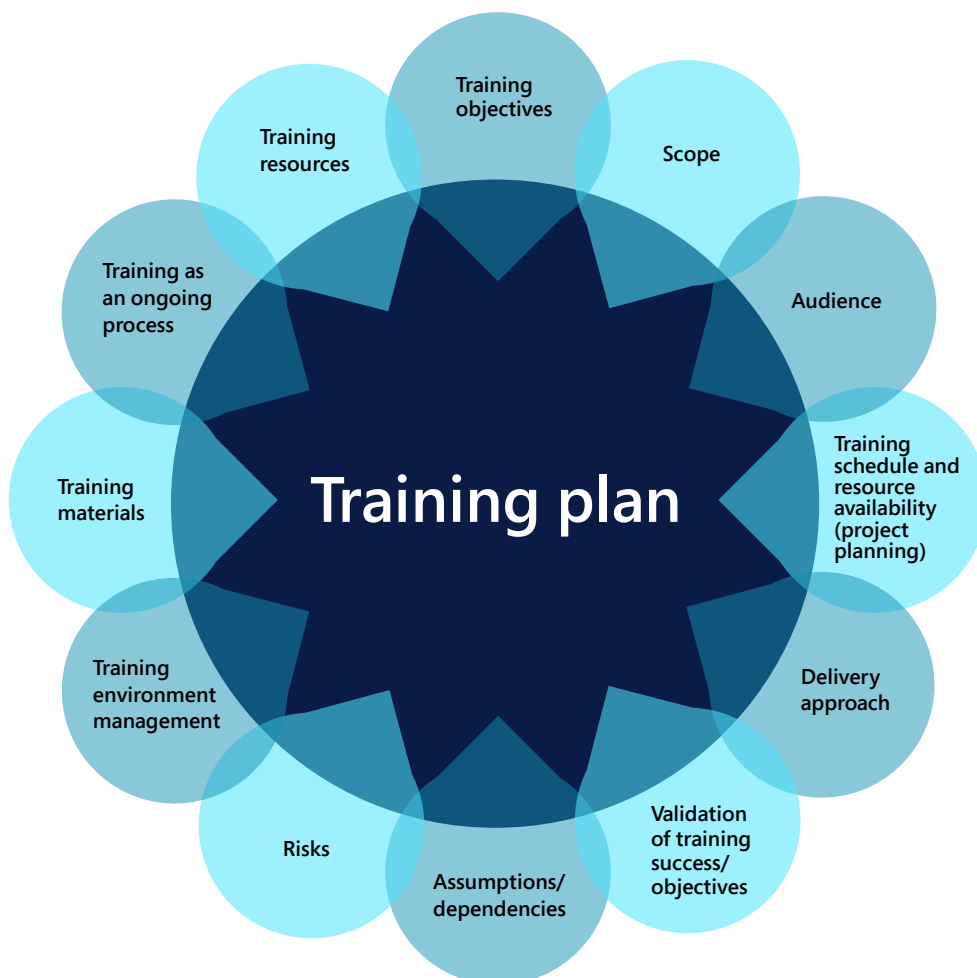 Training
objectives
Scope
Audience
Training
schedule and
resource
availability
(project
planning)
Delivery
approach
Validation
of training
success/
objectives
Assumptions/
dependencies
Risks
Training
environment
management
Training
materials
Training as
an ongoing
process
Training
resources
Training plan